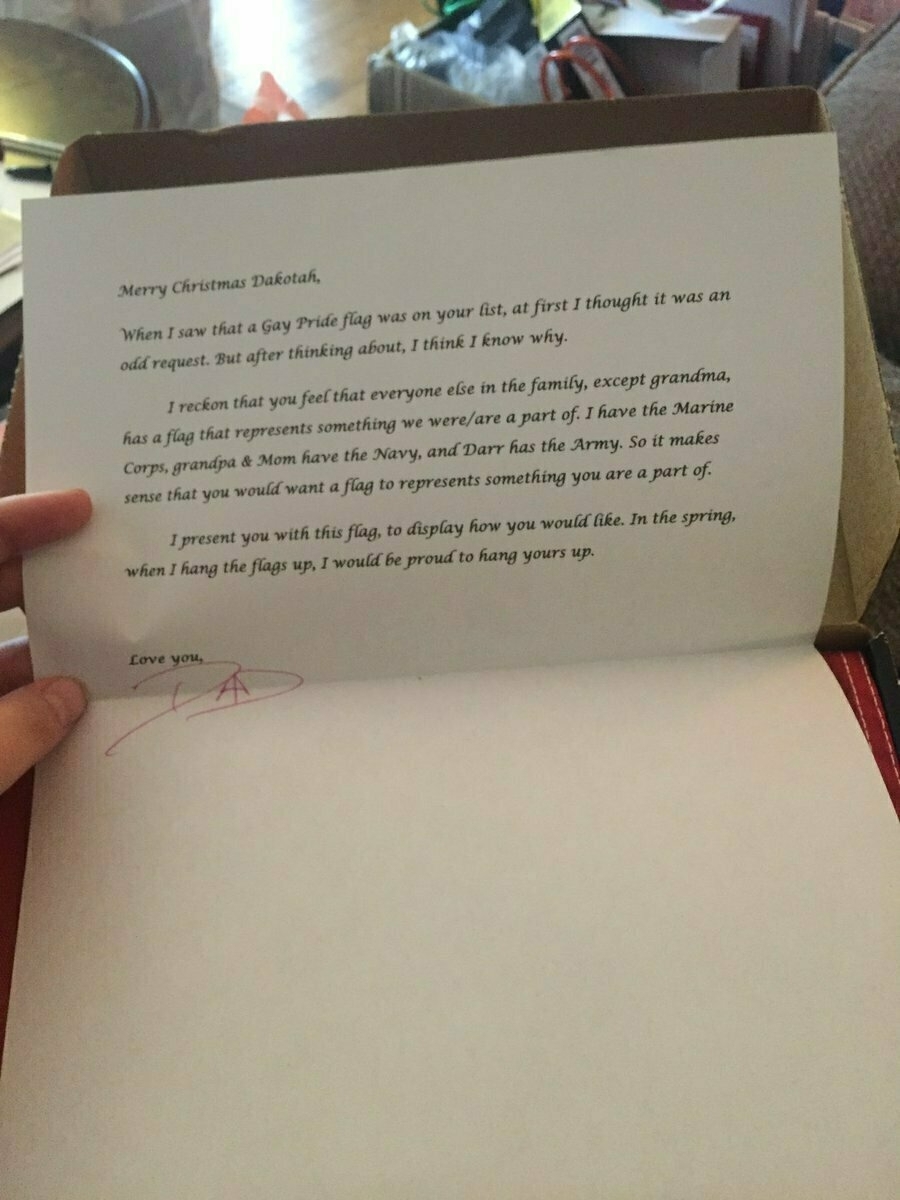 Merry Christmas Dakotah,
When I saw that a Gay Pride flag was on your list, at first I thought it was an
odd request. But after thinking about, I think I know why.
I reckon that you feel that everyone else in the family, except grandma,
has a flag that represents something we were/are a part of. I have the Marine
Corps, grandpa & Mom have the Navy, and Darr has the Army. So it makes
sense that you would want a flag to represents something you are a part of.
I present you with this flag, to display how you would like. In the spring,
when I hang the flags up, I would be proud to hang yours up.
Love you,
DAD